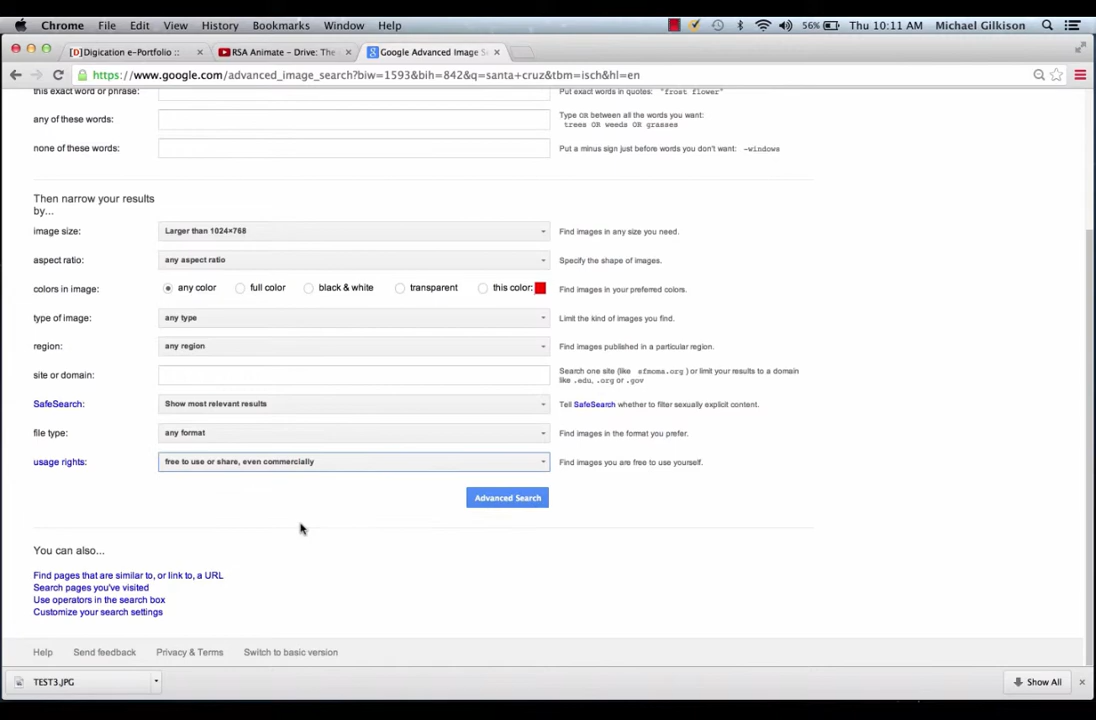 Chrome File Edit View History Bookmarks Window Help 56% Thu 10:11 AM Michael Gilkison
[D]Digication e-Portfolio :: × RSA Animate – Drive: The × Google Advanced Image S ×
https://www.google.com/advanced_image_search?biw=1593&bih=842&q=santa+cruz&tbm=isch&hl=en
this exact word or phrase: Put exact words in quotes: "frost flower"
any of these words: Type OR between all the words you want:
trees OR weeds OR grasses
none of these words: Put a minus sign just before words you don't want: -windows
Then narrow your results
by...
image size: Larger than 1024×768 Find images in any size you need.
aspect ratio: any aspect ratio Specify the shape of images.
colors in image: any color full color black & white transparent this color: Find images in your preferred colors.
type of image: any type Limit the kind of images you find.
region: any region Find images published in a particular region.
site or domain: Search one site (like sfmoma.org ) or limit your results to a domain
like .edu, .org or .gov
SafeSearch: Show most relevant results Tell SafeSearch whether to filter sexually explicit content.
file type: any format Find images in the format you prefer.
usage rights: free to use or share, even commercially Find images you are free to use yourself.
Advanced Search
You can also...
Find pages that are similar to, or link to, a URL
Search pages you've visited
Use operators in the search box
Customize your search settings
Help Send feedback Privacy & Terms Switch to basic version
TEST3.JPG Show All ×